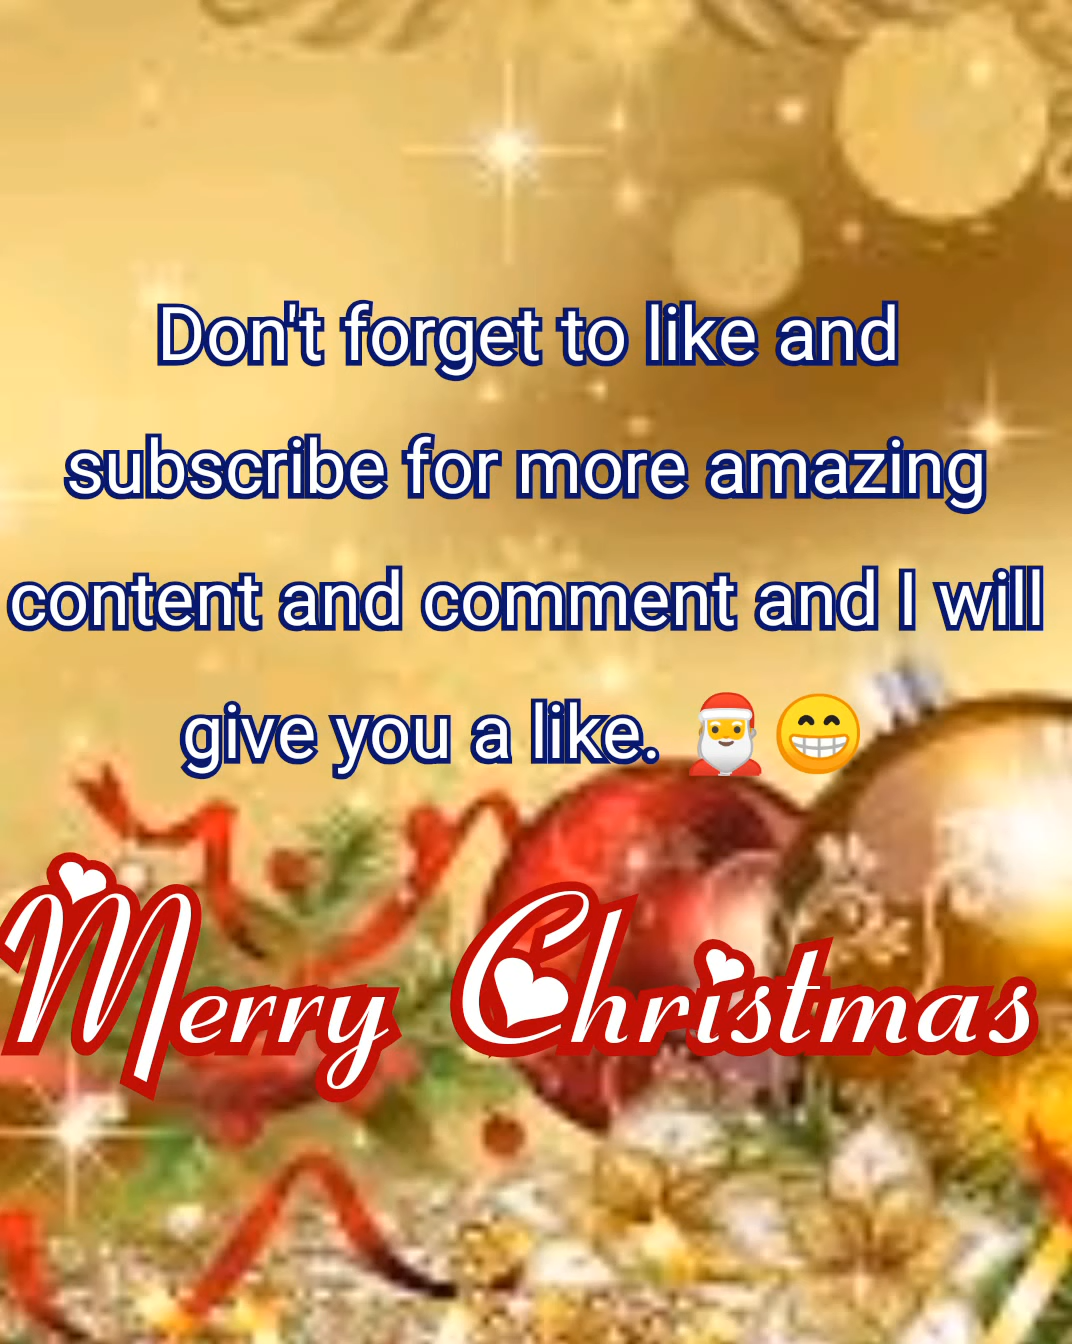 Don't forget to like and
subscribe for more amazing
content and comment and I will
give you a like. 🎅😁
Merry Christmas